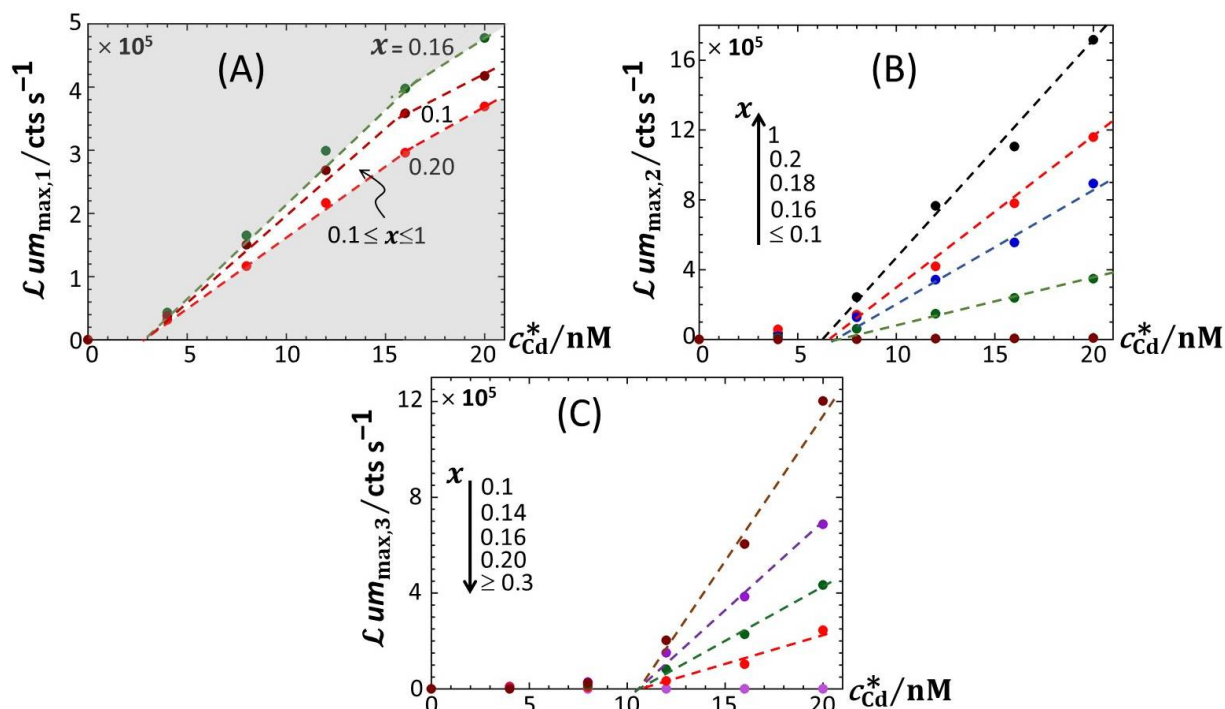 5
× 10⁵
(A)
x = 0.16
4
3
0.1
2
0.20
1
0.1 ≤ x ≤ 1
0
0 5 10 15 20
ℒum_max,1/cts s⁻¹
c*_Cd/nM
× 10⁵
(B)
16
12
x
1
0.2
0.18
0.16
≤ 0.1
8
4
0
0 5 10 15 20
ℒum_max,2/cts s⁻¹
c*_Cd/nM
12
× 10⁵
(C)
x
0.1
0.14
0.16
0.20
≥ 0.3
8
4
0
0 5 10 15 20
ℒum_max,3/cts s⁻¹
c*_Cd/nM